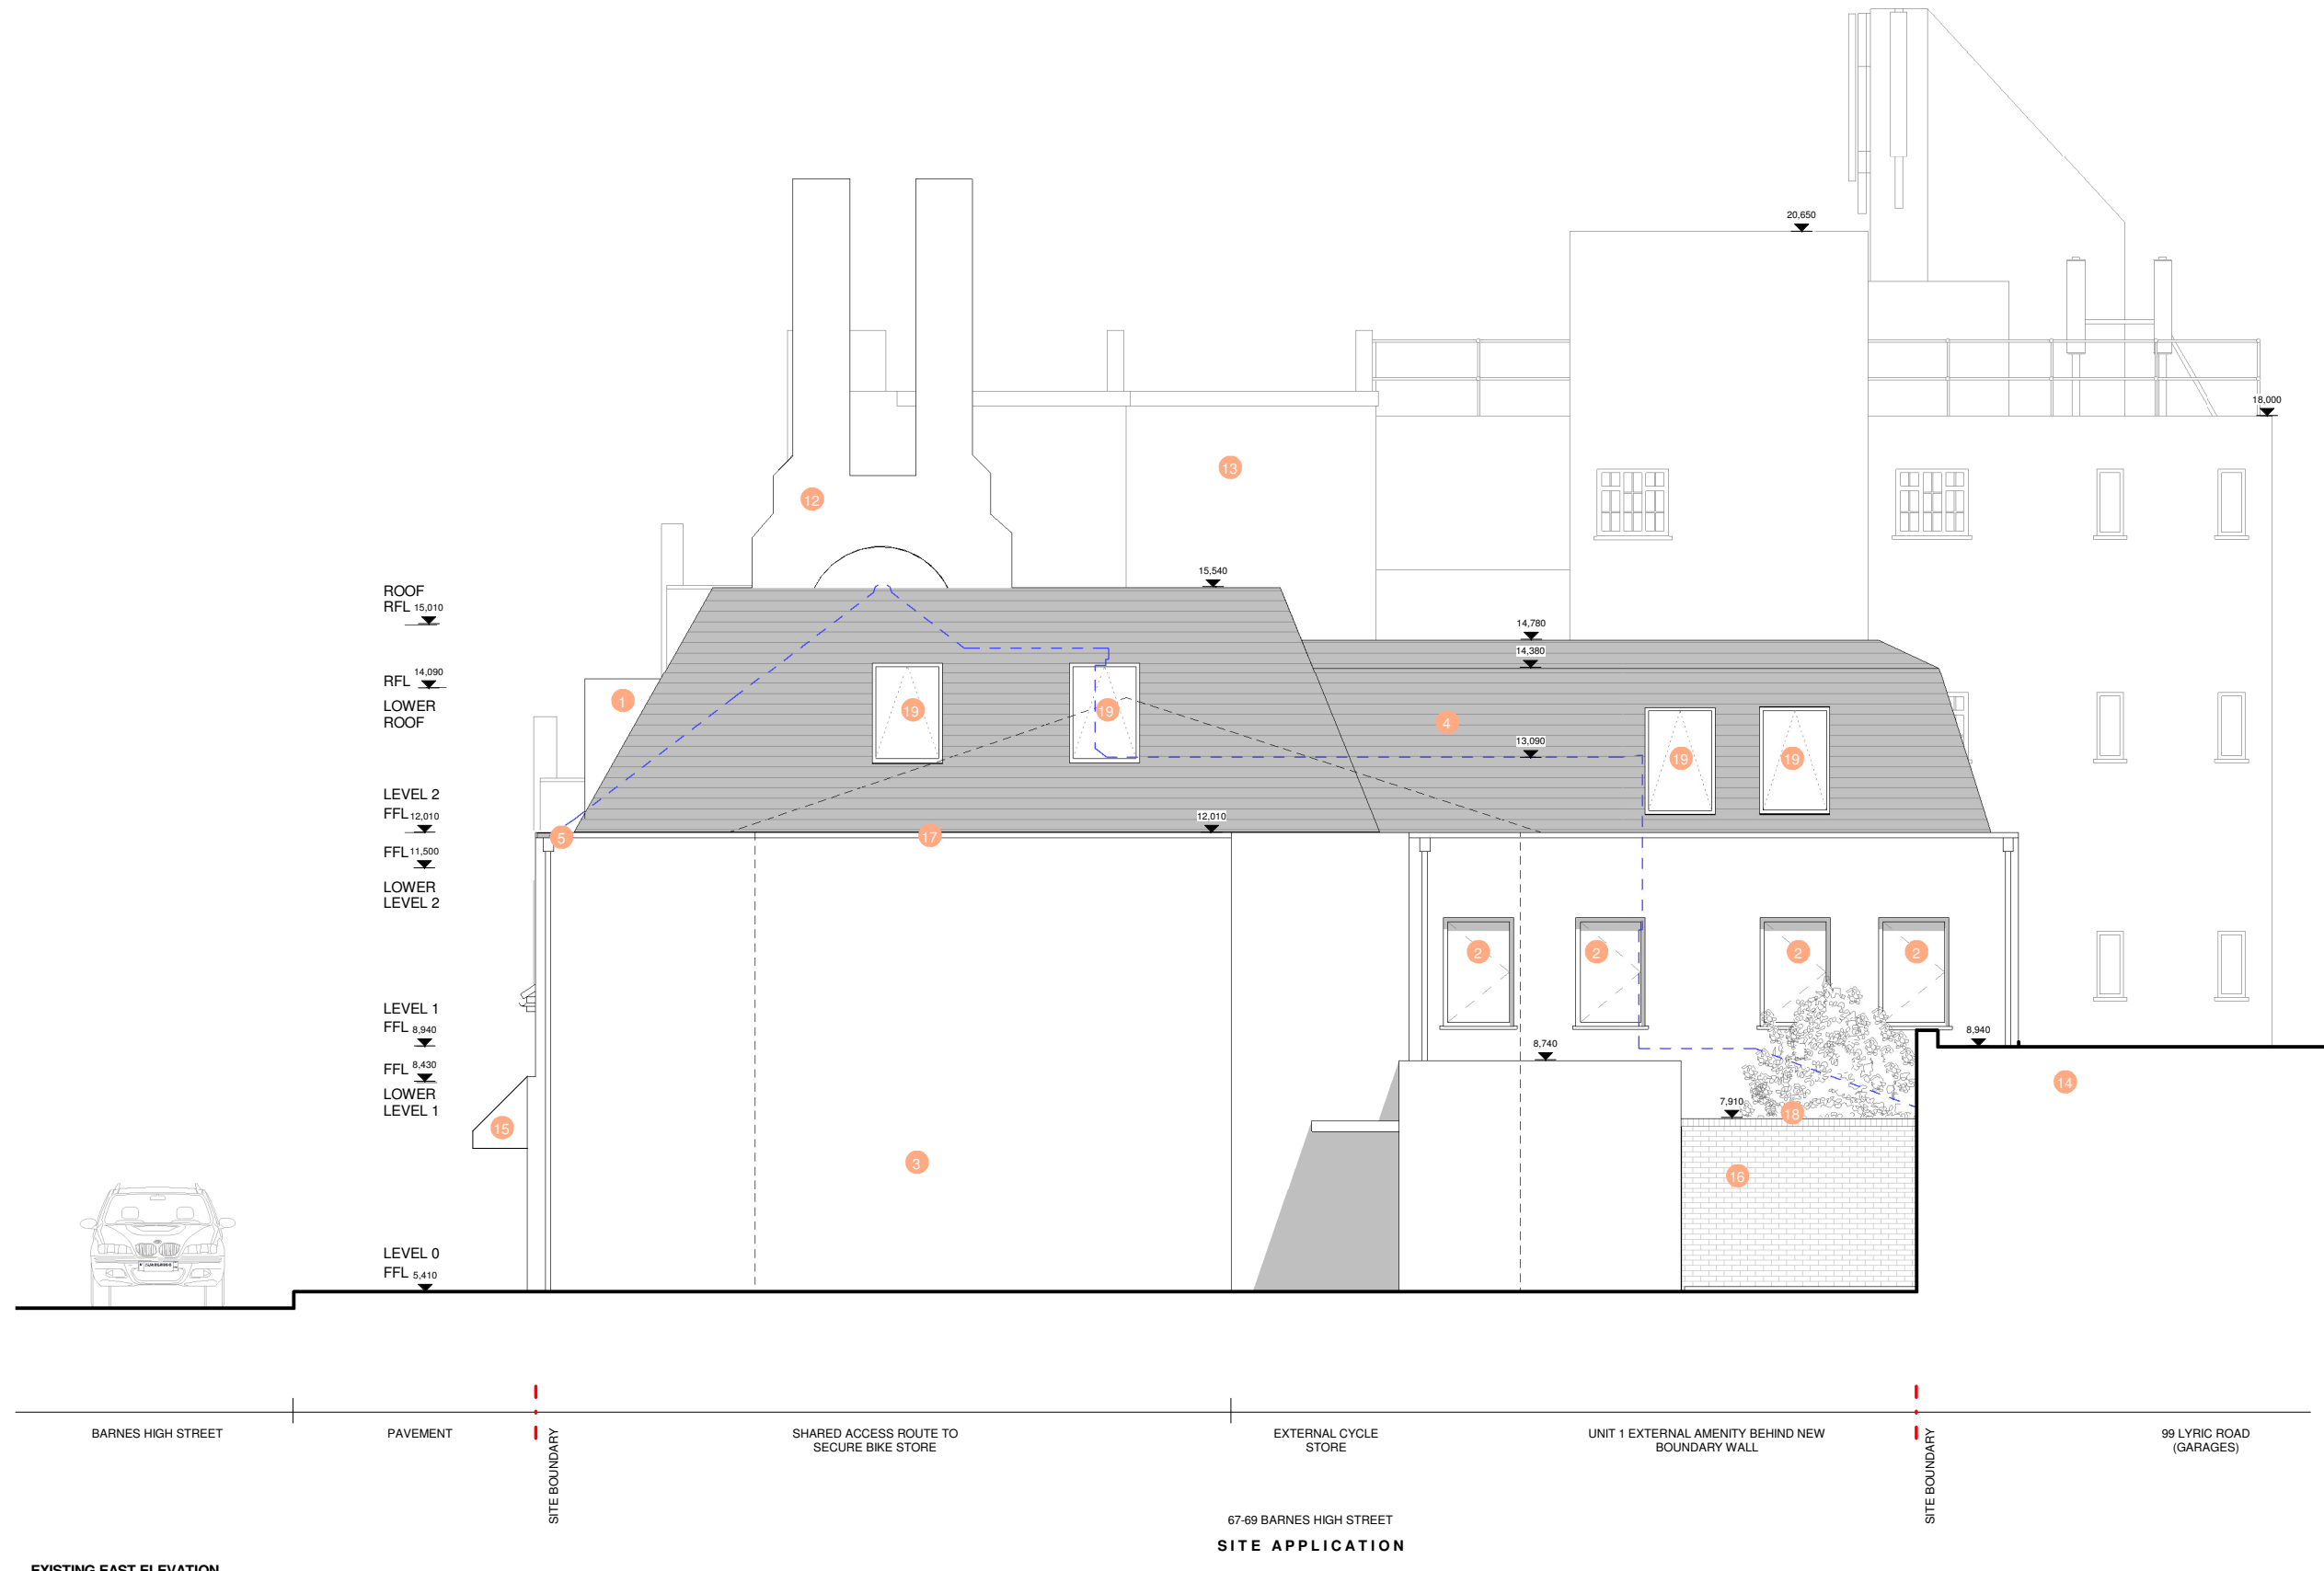 20,650
18,000
13
12
15,540
ROOF
RFL 15,010
14,780
14,380
RFL 14,090
LOWER
ROOF
1
19
19
4
13,090
19
19
LEVEL 2
FFL 12,010
12,010
5
17
FFL 11,500
LOWER
LEVEL 2
2
2
2
2
LEVEL 1
FFL 8,940
8,940
8,740
FFL 8,430
LOWER
LEVEL 1
14
7,910
18
15
3
16
LEVEL 0
FFL 5,410
BARNES HIGH STREET
PAVEMENT
SITE BOUNDARY
SHARED ACCESS ROUTE TO
SECURE BIKE STORE
EXTERNAL CYCLE
STORE
UNIT 1 EXTERNAL AMENITY BEHIND NEW
BOUNDARY WALL
SITE BOUNDARY
99 LYRIC ROAD
(GARAGES)
67-69 BARNES HIGH STREET
SITE APPLICATION
EXISTING EAST ELEVATION